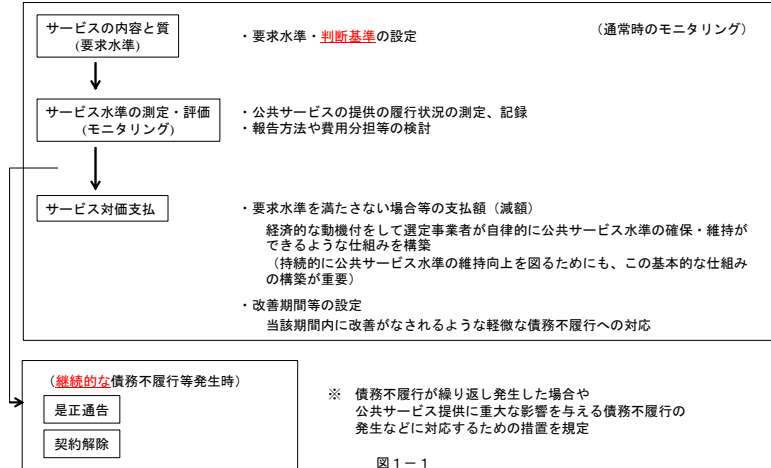 サービスの内容と質
(要求水準)
・要求水準・判断基準の設定
(通常時のモニタリング)
サービス水準の測定・評価
(モニタリング)
・公共サービスの提供の履行状況の測定、記録
・報告方法や費用分担等の検討
サービス対価支払
・要求水準を満たさない場合等の支払額（減額）
経済的な動機付をして選定事業者が自律的に公共サービス水準の確保・維持が
できるような仕組みを構築
（持続的に公共サービス水準の維持向上を図るためにも、この基本的な仕組み
の構築が重要）
・改善期間等の設定
当該期間内に改善がなされるような軽微な債務不履行への対応
（継続的な債務不履行等発生時）
是正通告
契約解除
※　債務不履行が繰り返し発生した場合や
公共サービス提供に重大な影響を与える債務不履行の
発生などに対応するための措置を規定
図１－１